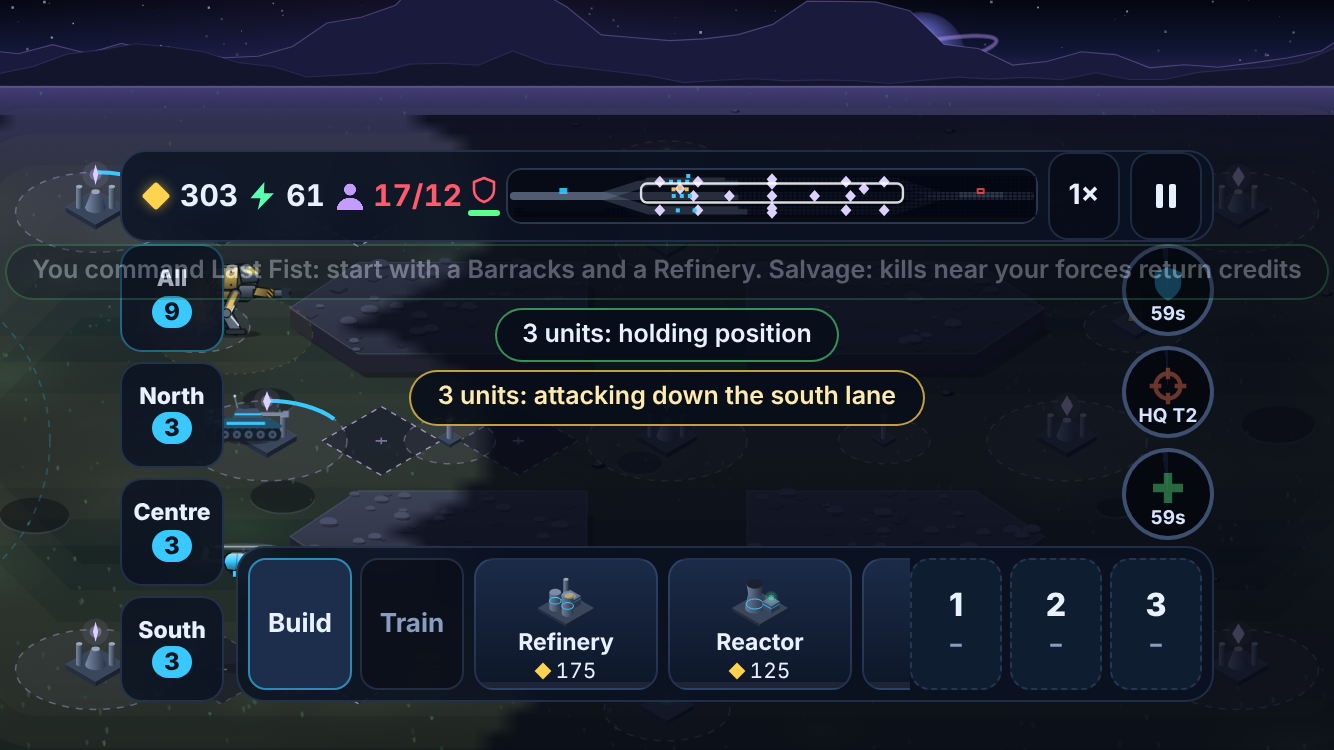 303 61 17/12 1×
You command Last Fist: start with a Barracks and a Refinery. Salvage: kills near your forces return credits
All
9
59s
3 units: holding position
3 units: attacking down the south lane
HQ T2
North
3
Centre
3
59s
South
3
Build
Train
Refinery
175
Reactor
125
1
–
2
–
3
–